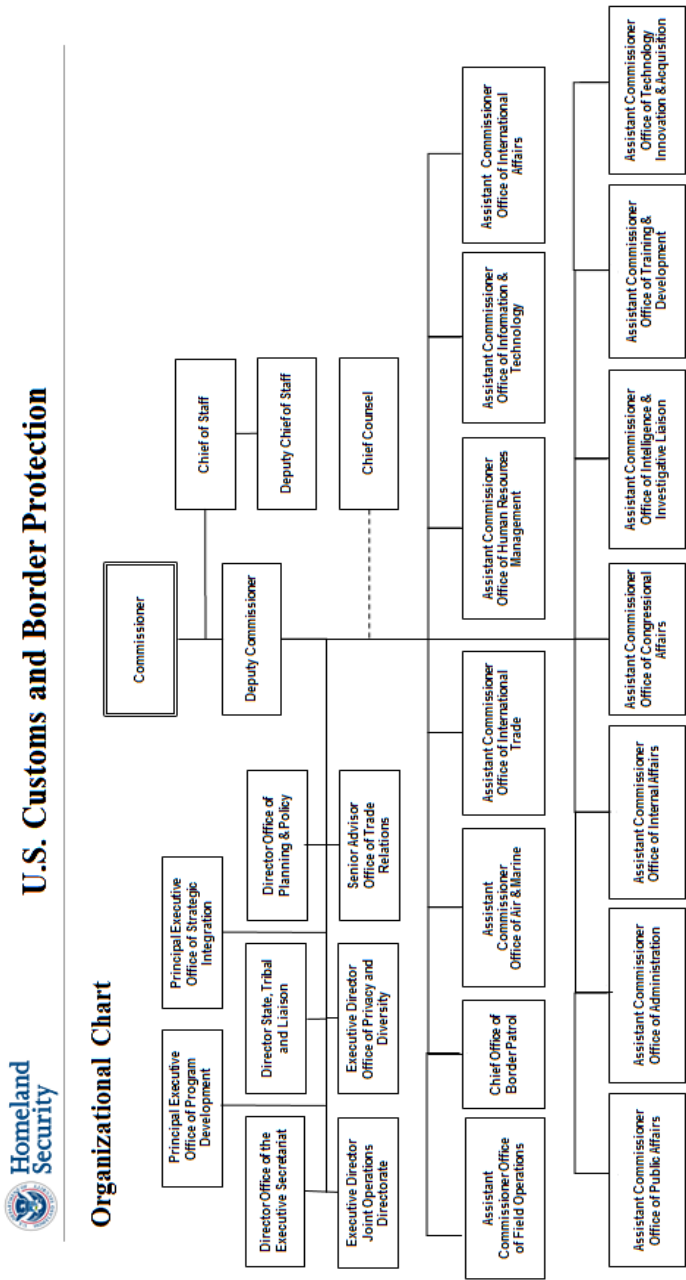 Homeland
Security
U.S. Customs and Border Protection
Organizational Chart
Commissioner
Chief of Staff
Deputy Commissioner
Deputy Chief of Staff
Chief Counsel
Principal Executive
Office of Program
Development
Principal Executive
Office of Strategic
Integration
Director Office of the
Executive Secretariat
Director State, Tribal
and Liaison
Director Office of
Planning & Policy
Executive Director
Joint Operations
Directorate
Executive Director
Office of Privacy and
Diversity
Senior Advisor
Office of Trade
Relations
Assistant
Commissioner Office
of Field Operations
Chief Office of
Border Patrol
Assistant
Commissioner
Office of Air & Marine
Assistant Commissioner
Office of International
Trade
Assistant Commissioner
Office of Human Resources
Management
Assistant Commissioner
Office of Information &
Technology
Assistant Commissioner
Office of International
Affairs
Assistant Commissioner
Office of Public Affairs
Assistant Commissioner
Office of Administration
Assistant Commissioner
Office of Internal Affairs
Assistant Commissioner
Office of Congressional
Affairs
Assistant Commissioner
Office of Intelligence &
Investigative Liaison
Assistant Commissioner
Office of Training &
Development
Assistant Commissioner
Office of Technology
Innovation & Acquisition